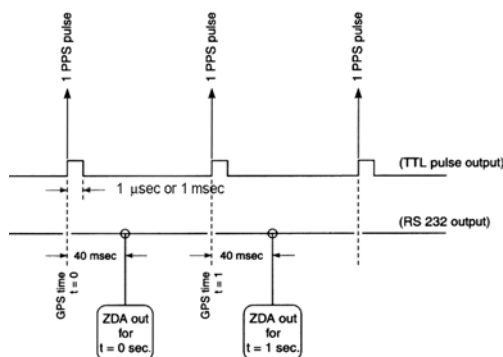 1 PPS pulse
1 PPS pulse
1 PPS pulse
(TTL pulse output)
1 μsec or 1 msec
(RS 232 output)
40 msec
40 msec
GPS time
t = 0
GPS time
t = 1
ZDA out
for
t = 0 sec.
ZDA out
for
t = 1 sec.